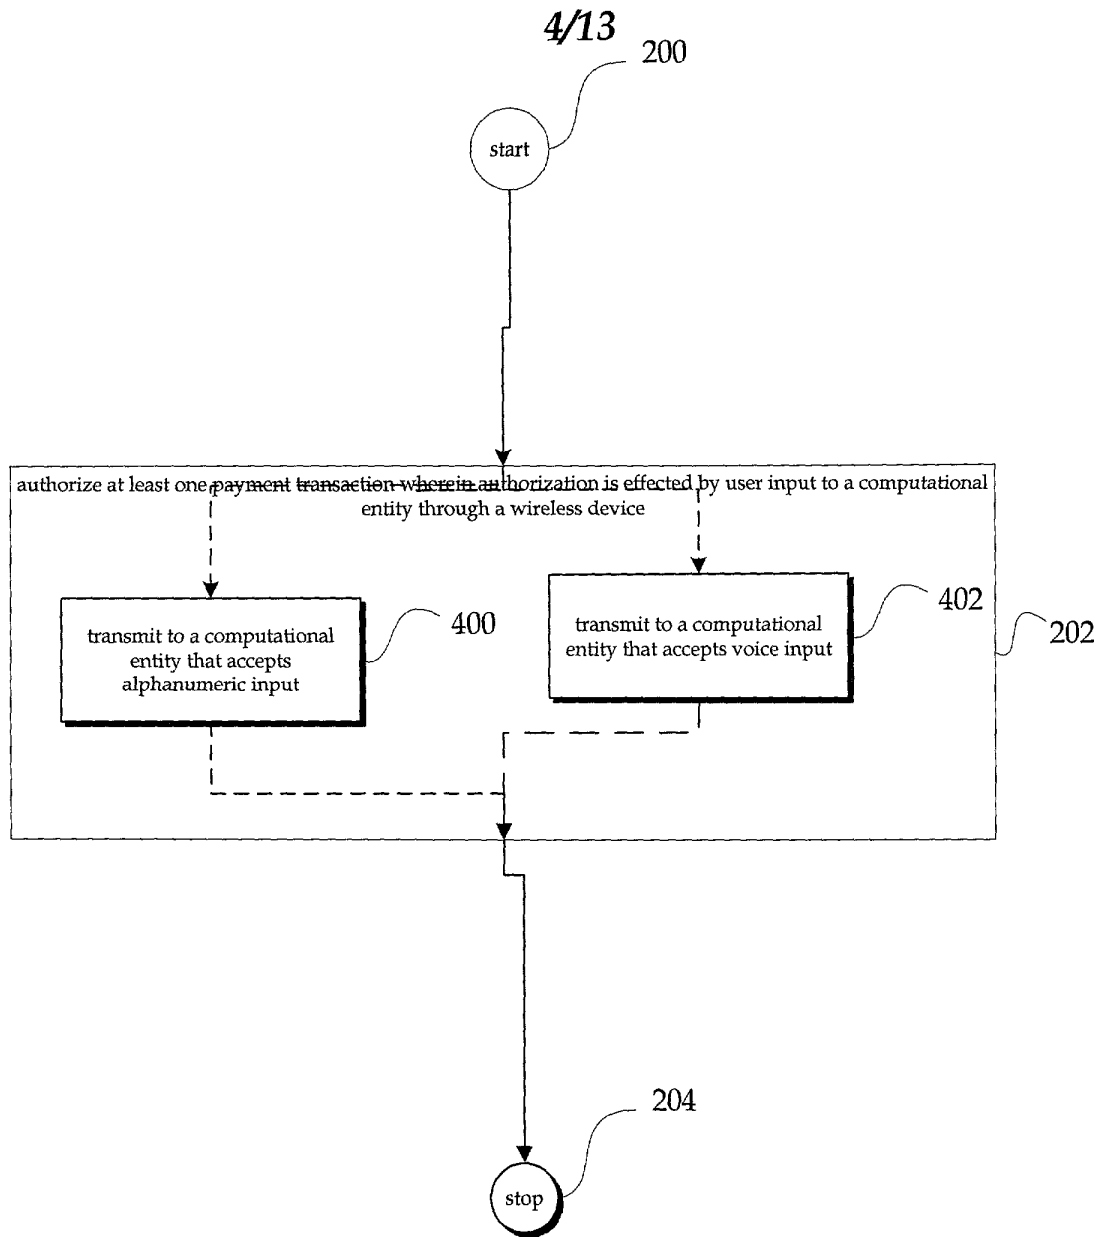 4/13
200
start
authorize at least one payment transaction wherein authorization is effected by user input to a computational
entity through a wireless device
transmit to a computational
entity that accepts
alphanumeric input
400
transmit to a computational
entity that accepts voice input
402
202
204
stop